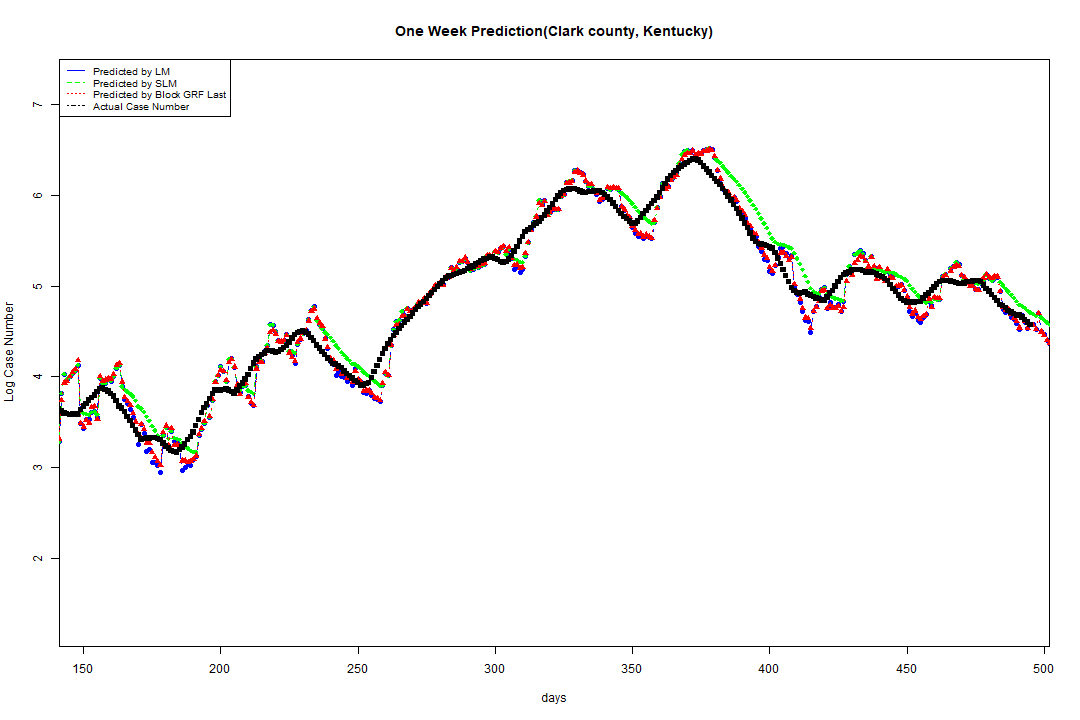 One Week Prediction(Clark county, Kentucky)
Predicted by LM
Predicted by SLM
Predicted by Block GRF Last
Actual Case Number
7
6
5
4
3
2
Log Case Number
150 200 250 300 350 400 450 500
days